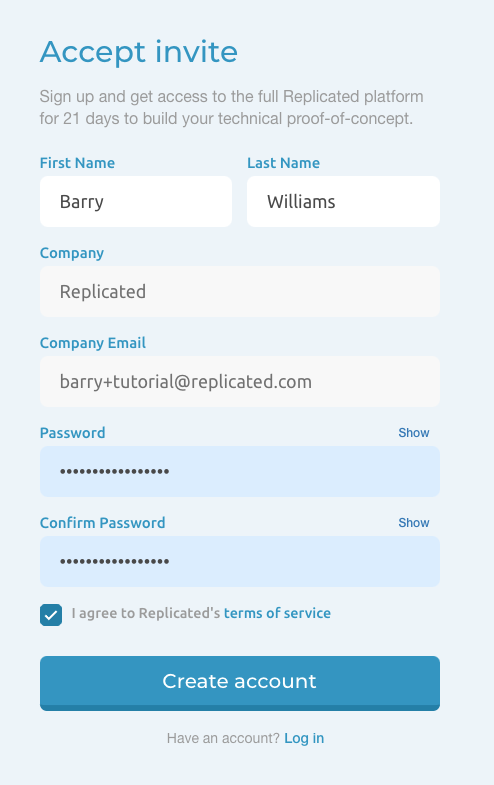 Accept invite
Sign up and get access to the full Replicated platform
for 21 days to build your technical proof-of-concept.
First Name Last Name
Barry Williams
Company
Replicated
Company Email
barry+tutorial@replicated.com
Password Show
•••••••••••••••••
Confirm Password Show
•••••••••••••••••
I agree to Replicated's terms of service
Create account
Have an account? Log in